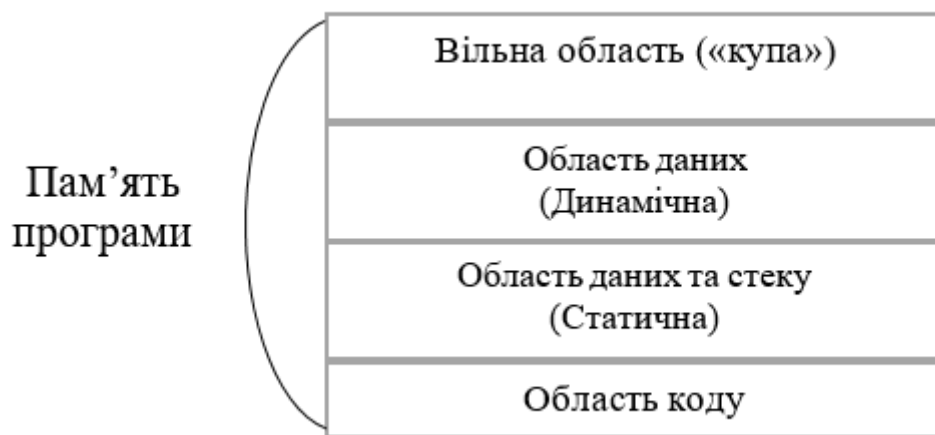 Вільна область («купа»)
Область даних
(Динамічна)
Пам’ять
програми
Область даних та стеку
(Статична)
Область коду